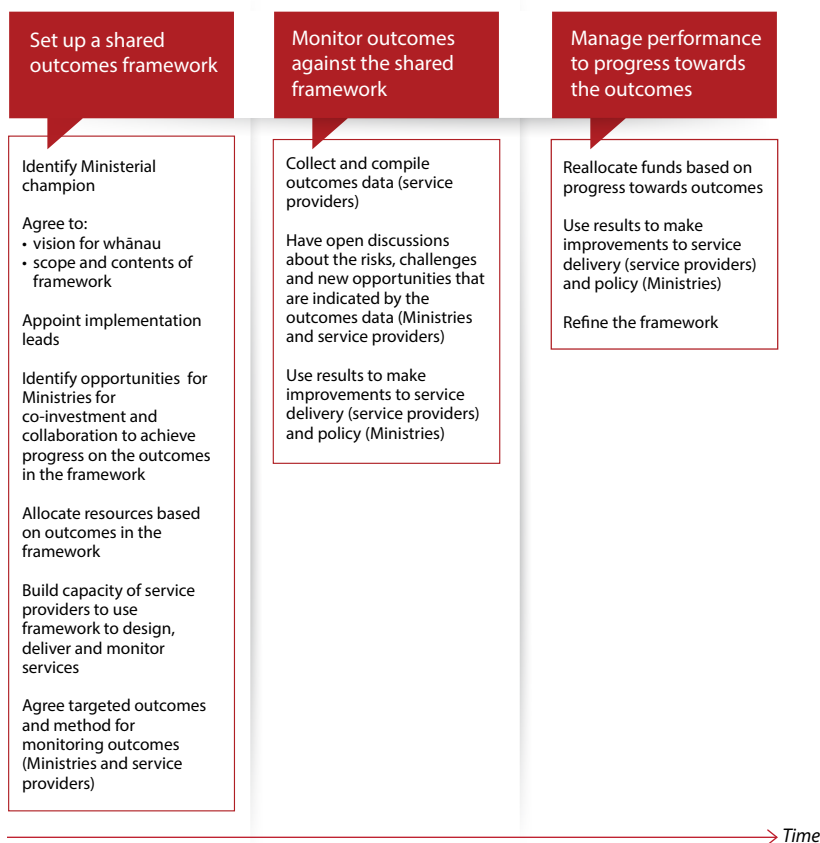 Set up a shared
outcomes framework
Identify Ministerial
champion
Agree to:
• vision for whānau
• scope and contents of
framework
Appoint implementation
leads
Identify opportunities for
Ministries for
co-investment and
collaboration to achieve
progress on the outcomes
in the framework
Allocate resources based
on outcomes in the
framework
Build capacity of service
providers to use
framework to design,
deliver and monitor
services
Agree targeted outcomes
and method for
monitoring outcomes
(Ministries and service
providers)
Monitor outcomes
against the shared
framework
Collect and compile
outcomes data (service
providers)
Have open discussions
about the risks, challenges
and new opportunities that
are indicated by the
outcomes data (Ministries
and service providers)
Use results to make
improvements to service
delivery (service providers)
and policy (Ministries)
Manage performance
to progress towards
the outcomes
Reallocate funds based on
progress towards outcomes
Use results to make
improvements to service
delivery (service providers)
and policy (Ministries)
Refine the framework
Time